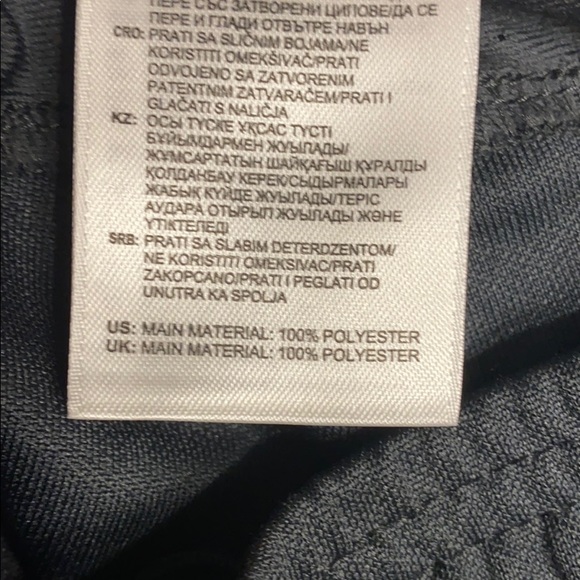 ПЕРЕ СЪС ЗАТВОРЕНИ ЦИПОВЕ/ДА СЕ
ПЕРЕ И ГЛАДИ ОТВЪТРЕ НАВЪН
CRO: PRATI SA SLIČNIM BOJAMA/NE
KORISTITI OMEKŠIVAČ/PRATI
ODVOJENO SA ZATVORENIM
PATENTNIM ZATVARAČEM/PRATI I
GLAČATI S NALIČJA
KZ: ОСЫ ТҮСКЕ ҰҚСАС ТҮСТІ
БҰЙЫМДАРМЕН ЖУЫЛАДЫ/
ЖҰМСАРТАТЫН ШАЙҚАҒЫШ ҚҰРАЛДЫ
ҚОЛДАНБАУ КЕРЕК/СЫДЫРМАЛАРЫ
ЖАБЫҚ КҮЙДЕ ЖУЫЛАДЫ/ТЕРІС
АУДАРА ОТЫРЫП ЖУЫЛАДЫ ЖӘНЕ
ҮТІКТЕЛЕДІ
SRB: PRATI SA SLABIM DETERDZENTOM/
NE KORISTITI OMEKSIVAC/PRATI
ZAKOPCANO/PRATI I PEGLATI OD
UNUTRA KA SPOLJA
US: MAIN MATERIAL: 100% POLYESTER
UK: MAIN MATERIAL: 100% POLYESTER